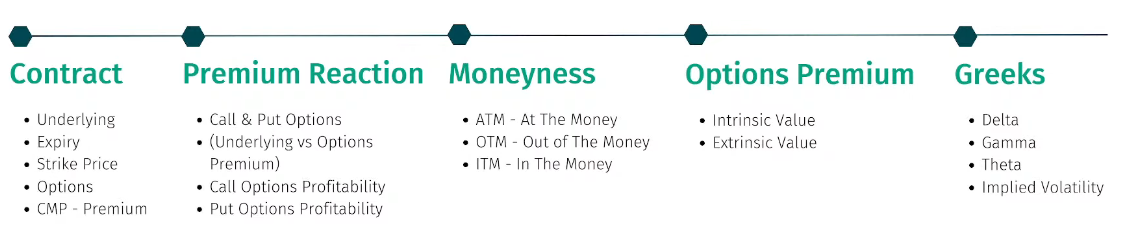 Contract
• Underlying
• Expiry
• Strike Price
• Options
• CMP - Premium
Premium Reaction
• Call & Put Options
• (Underlying vs Options
Premium)
• Call Options Profitability
• Put Options Profitability
Moneyness
• ATM - At The Money
• OTM - Out of The Money
• ITM - In The Money
Options Premium
• Intrinsic Value
• Extrinsic Value
Greeks
• Delta
• Gamma
• Theta
• Implied Volatility